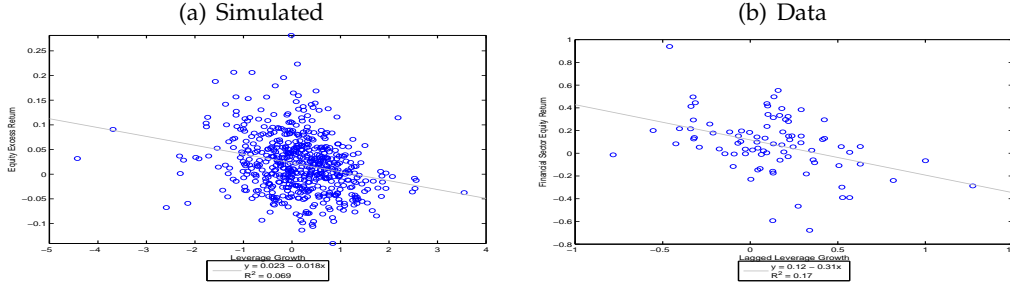 (a) Simulated
0.25
0.2
0.15
0.1
0.05
0
−0.05
−0.1
Equity Excess Return
−5 −4 −3 −2 −1 0 1 2 3 4
Leverage Growth
y = 0.023 − 0.018x
R² = 0.069
(b) Data
1
0.8
0.6
0.4
0.2
0
−0.2
−0.4
−0.6
−0.8
Financial Sector Equity Return
−1 −0.5 0 0.5 1 1.5
Lagged Leverage Growth
y = 0.12 − 0.31x
R² = 0.17